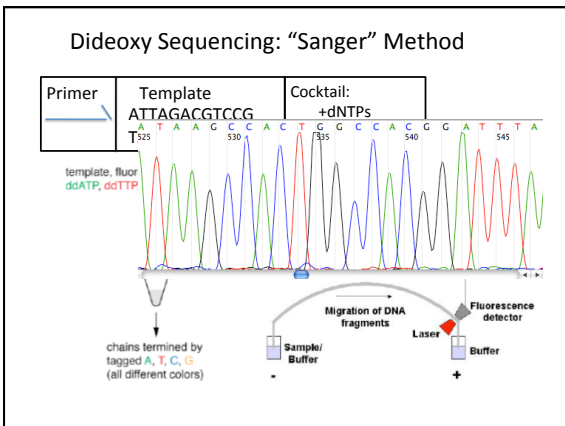 Dideoxy Sequencing: “Sanger” Method
Primer
Template
ATTAGACGTCCG
T
Cocktail:
+dNTPs
A T A A G C C A C T G G C C A C G G A T T T A
525 530 535 540 545
template, fluor
ddATP, ddTTP
chains terminated by
tagged A, T, C, G
(all different colors)
Migration of DNA
fragments
Fluorescence
detector
Laser
Sample/
Buffer
Buffer
-
+